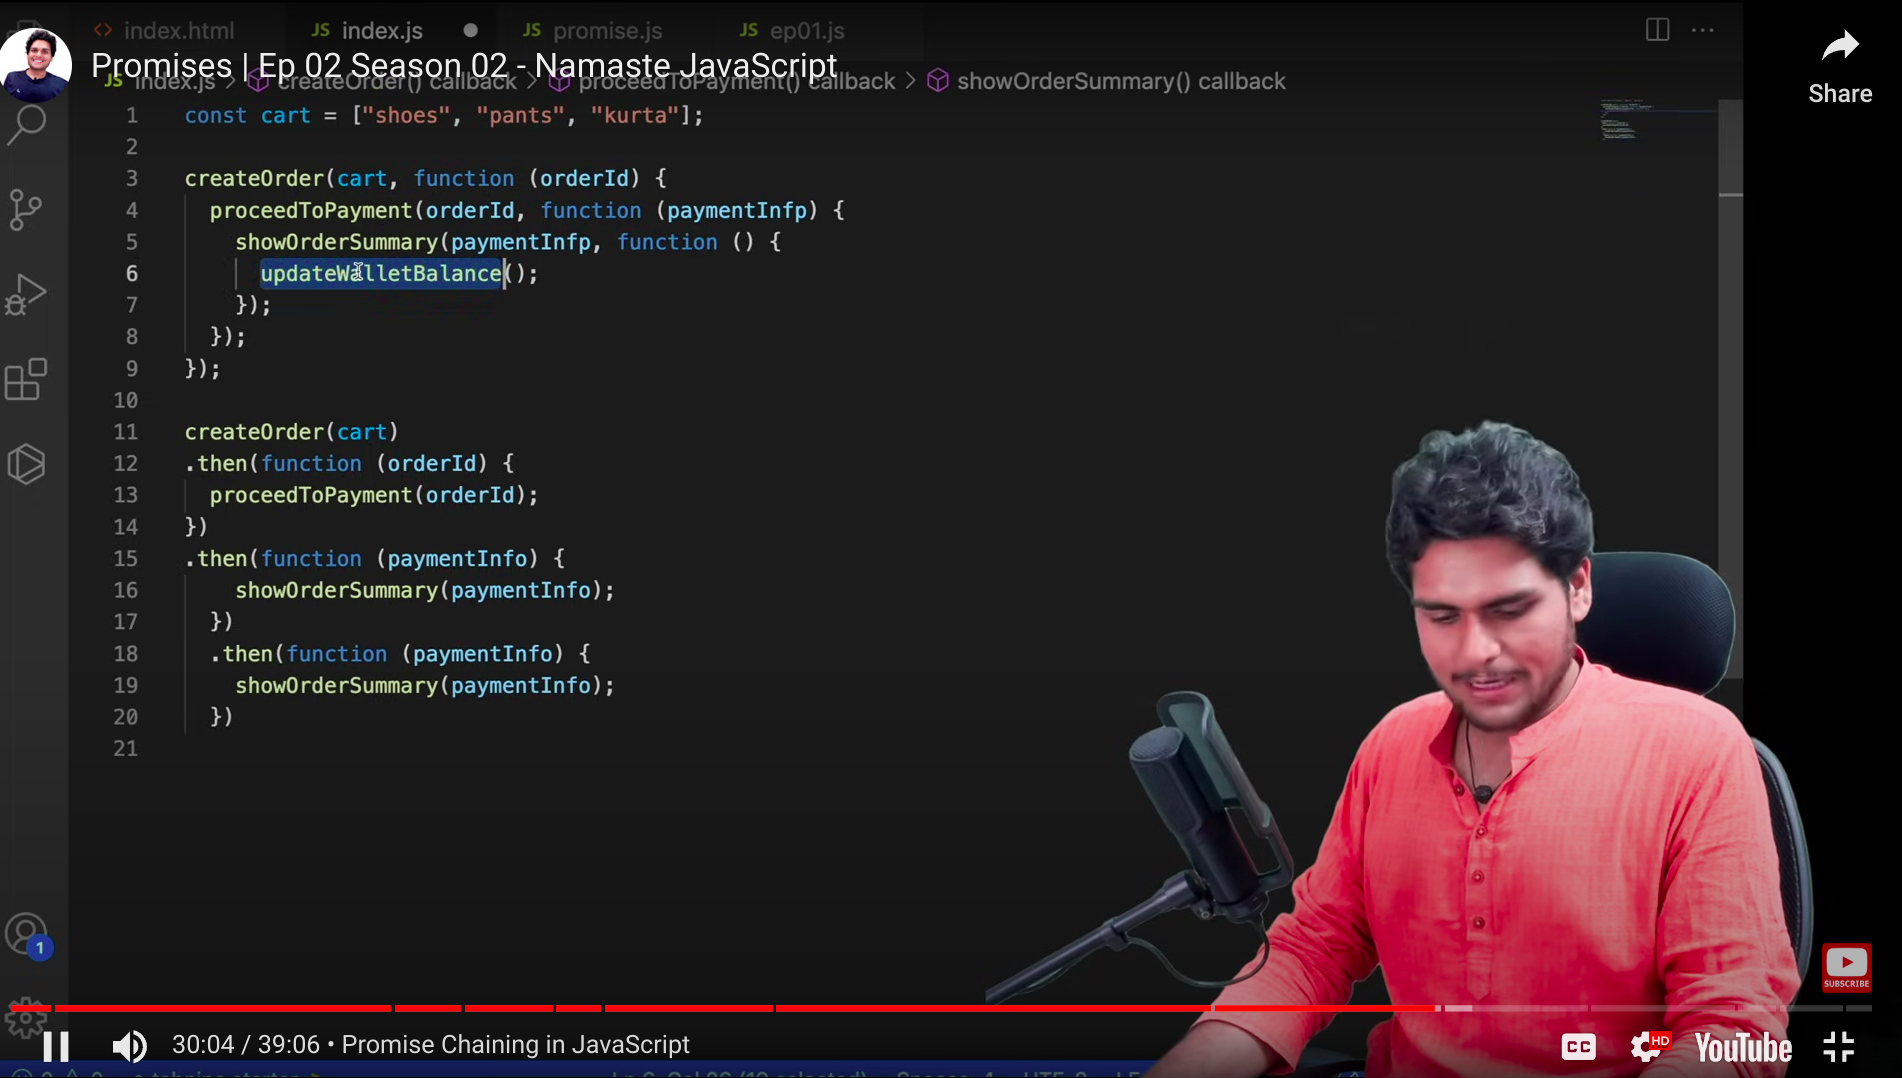 index.html
JS index.js
JS promise.js
JS ep01.js
Promises | Ep 02 Season 02 - Namaste JavaScript
JS index.js > createOrder() callback > proceedToPayment() callback > showOrderSummary() callback
Share
1 const cart = ["shoes", "pants", "kurta"];
2
3 createOrder(cart, function (orderId) {
4 proceedToPayment(orderId, function (paymentInfp) {
5 showOrderSummary(paymentInfp, function () {
6 updateWalletBalance();
7 });
8 });
9 });
10
11 createOrder(cart)
12 .then(function (orderId) {
13 proceedToPayment(orderId);
14 })
15 .then(function (paymentInfo) {
16 showOrderSummary(paymentInfo);
17 })
18 .then(function (paymentInfo) {
19 showOrderSummary(paymentInfo);
20 })
21
1
SUBSCRIBE
30:04 / 39:06 • Promise Chaining in JavaScript
CC
HD
YouTube